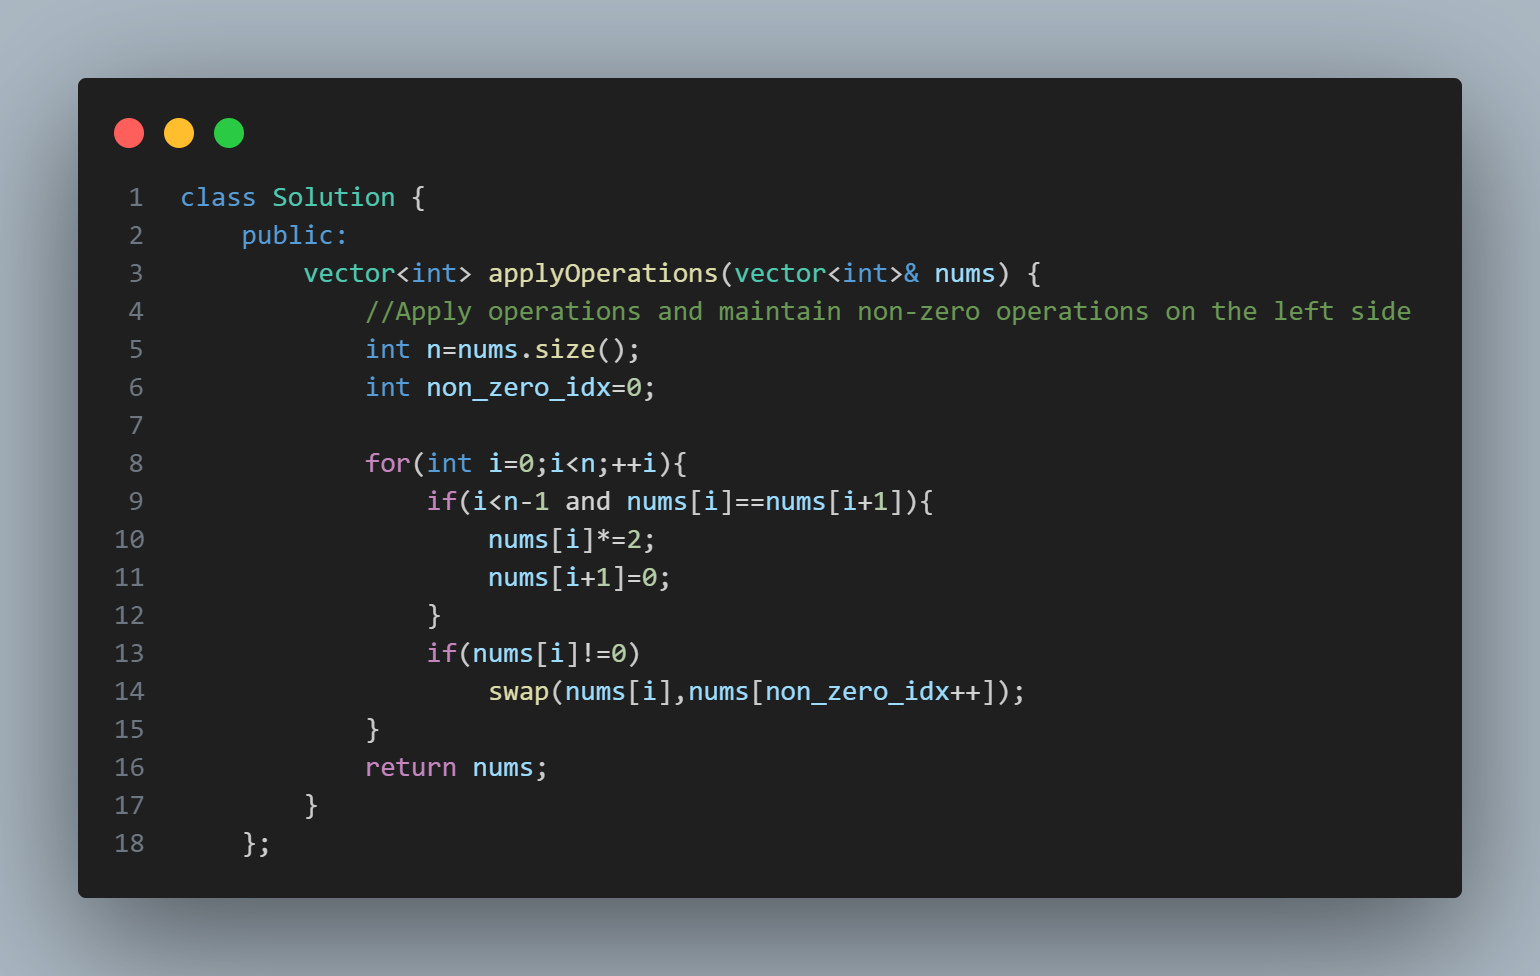 1 class Solution {
2     public:
3         vector<int> applyOperations(vector<int>& nums) {
4             //Apply operations and maintain non-zero operations on the left side
5             int n=nums.size();
6             int non_zero_idx=0;
7
8             for(int i=0;i<n;++i){
9                 if(i<n-1 and nums[i]==nums[i+1]){
10                     nums[i]*=2;
11                     nums[i+1]=0;
12                 }
13                 if(nums[i]!=0)
14                     swap(nums[i],nums[non_zero_idx++]);
15             }
16             return nums;
17         }
18     };